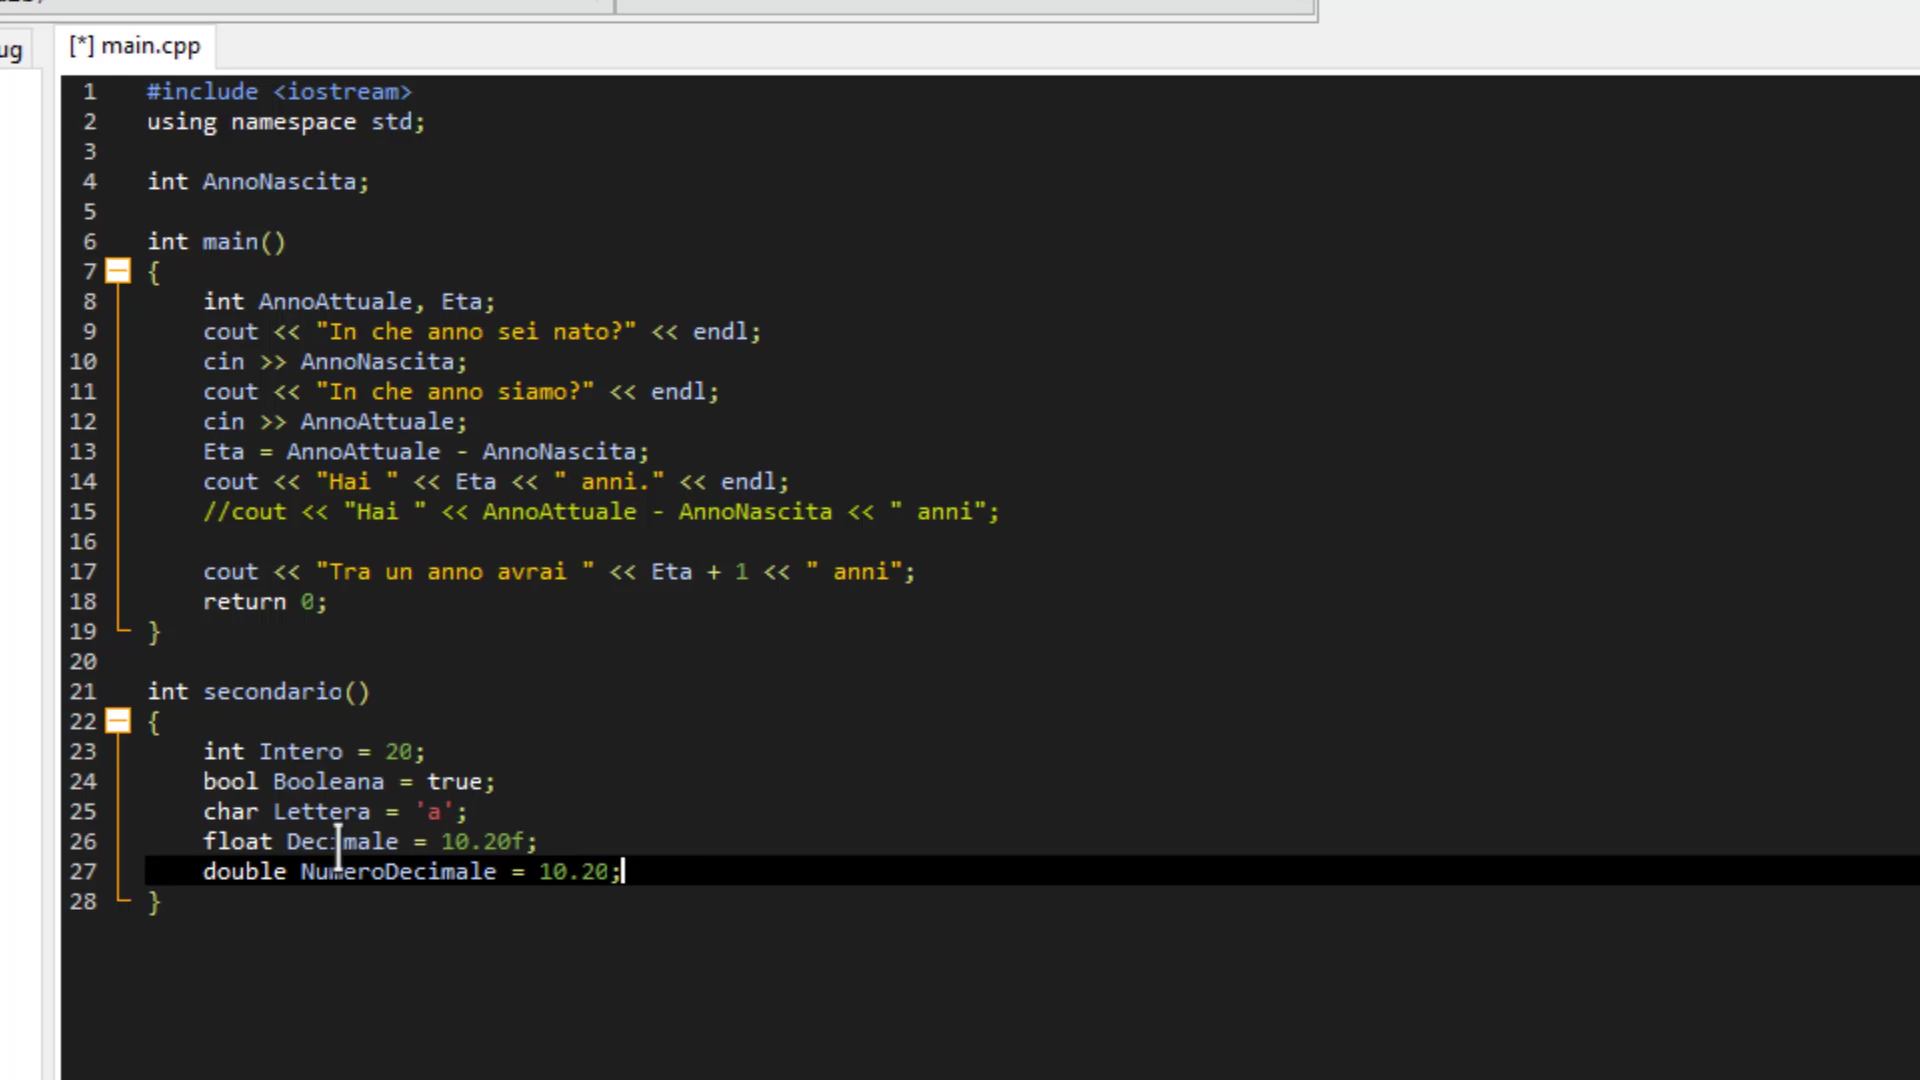 ug
[*] main.cpp
1 #include <iostream>
2 using namespace std;
3
4 int AnnoNascita;
5
6 int main()
7 {
8 int AnnoAttuale, Eta;
9 cout << "In che anno sei nato?" << endl;
10 cin >> AnnoNascita;
11 cout << "In che anno siamo?" << endl;
12 cin >> AnnoAttuale;
13 Eta = AnnoAttuale - AnnoNascita;
14 cout << "Hai " << Eta << " anni." << endl;
15 //cout << "Hai " << AnnoAttuale - AnnoNascita << " anni";
16
17 cout << "Tra un anno avrai " << Eta + 1 << " anni";
18 return 0;
19 }
20
21 int secondario()
22 {
23 int Intero = 20;
24 bool Booleana = true;
25 char Lettera = 'a';
26 float Decimale = 10.20f;
27 double NumeroDecimale = 10.20;
28 }